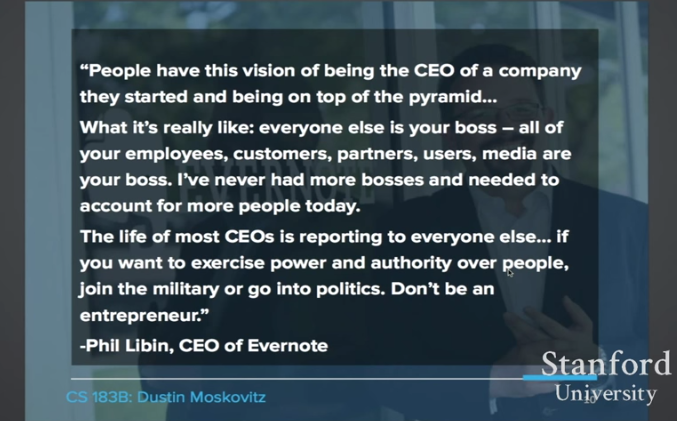 “People have this vision of being the CEO of a company
they started and being on top of the pyramid...
What it’s really like: everyone else is your boss – all of
your employees, customers, partners, users, media are
your boss. I’ve never had more bosses and needed to
account for more people today.
The life of most CEOs is reporting to everyone else... if
you want to exercise power and authority over people,
join the military or go into politics. Don’t be an
entrepreneur.”
-Phil Libin, CEO of Evernote
CS 183B: Dustin Moskovitz
Stanford
University